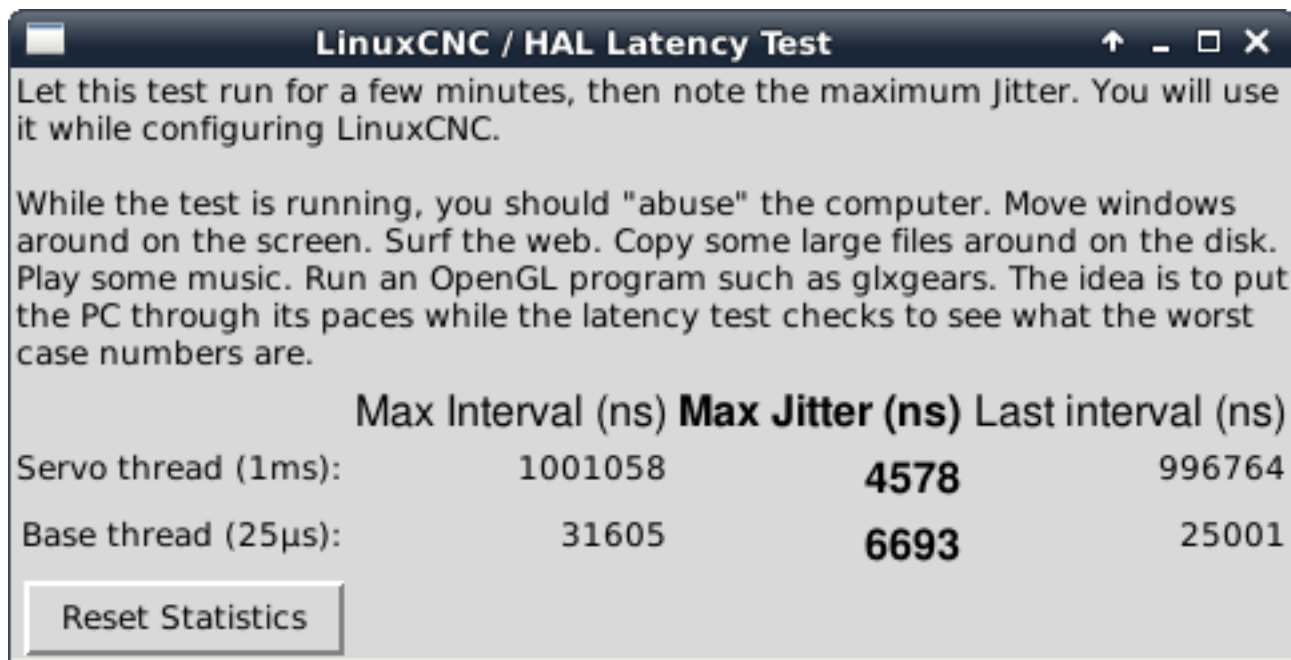 LinuxCNC / HAL Latency Test
Let this test run for a few minutes, then note the maximum Jitter. You will use
it while configuring LinuxCNC.
While the test is running, you should "abuse" the computer. Move windows
around on the screen. Surf the web. Copy some large files around on the disk.
Play some music. Run an OpenGL program such as glxgears. The idea is to put
the PC through its paces while the latency test checks to see what the worst
case numbers are.
Max Interval (ns) Max Jitter (ns) Last interval (ns)
Servo thread (1ms): 1001058 4578 996764
Base thread (25µs): 31605 6693 25001
Reset Statistics